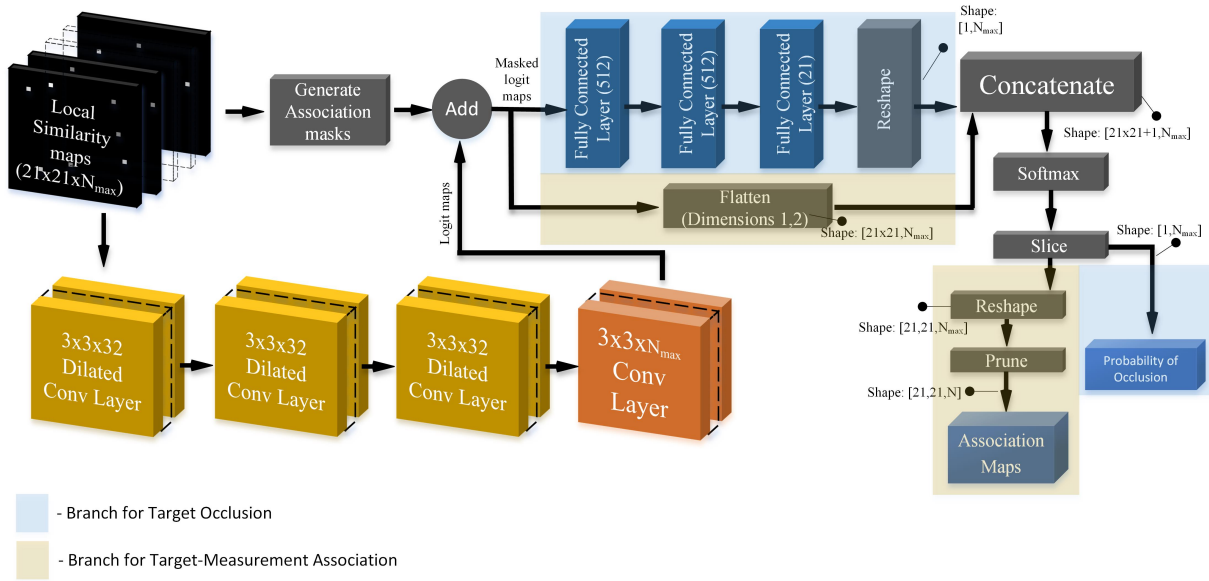 Local
Similarity
maps
(21x21xNmax)
Generate
Association
masks
Add
Masked
logit
maps
Logit maps
Fully Connected
Layer (512)
Fully Connected
Layer (512)
Fully Connected
Layer (21)
Reshape
Shape:
[1,Nmax]
Concatenate
Shape: [21x21+1,Nmax]
Flatten
(Dimensions 1,2)
Shape: [21x21,Nmax]
Softmax
Slice
Shape: [1,Nmax]
Reshape
Shape: [21,21,Nmax]
Prune
Shape: [21,21,N]
Association
Maps
Probability of
Occlusion
3x3x32
Dilated
Conv Layer
3x3x32
Dilated
Conv Layer
3x3x32
Dilated
Conv Layer
3x3xNmax
Conv
Layer
- Branch for Target Occlusion
- Branch for Target-Measurement Association